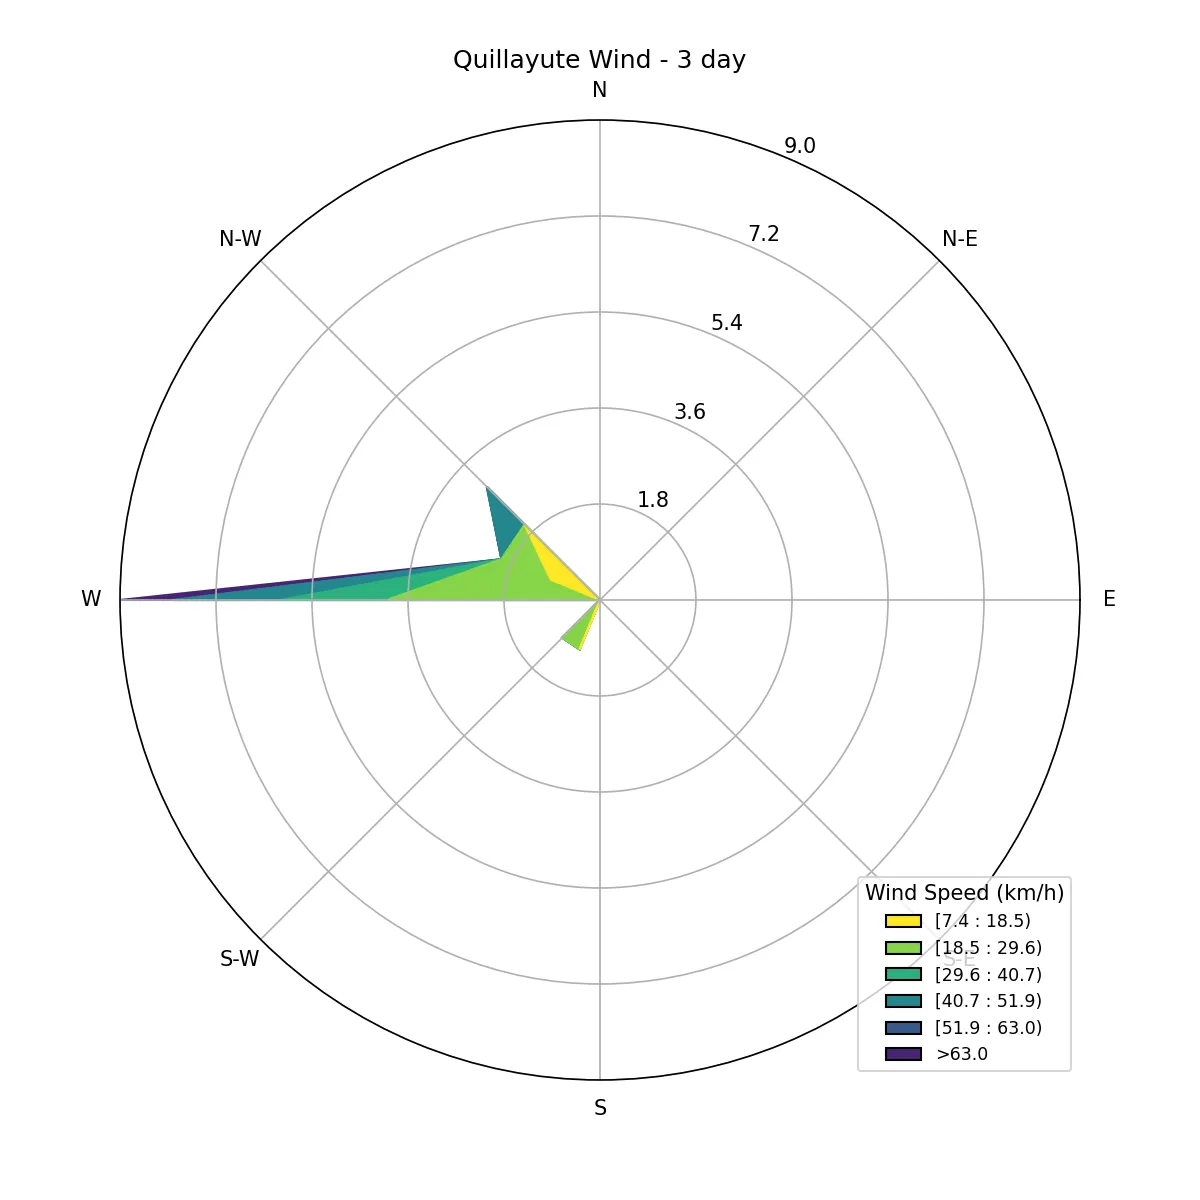 Quillayute Wind - 3 day
N
9.0
N-W
7.2
N-E
5.4
3.6
1.8
W
E
S-W
S-E
S
Wind Speed (km/h)
[7.4 : 18.5)
[18.5 : 29.6)
[29.6 : 40.7)
[40.7 : 51.9)
[51.9 : 63.0)
>63.0